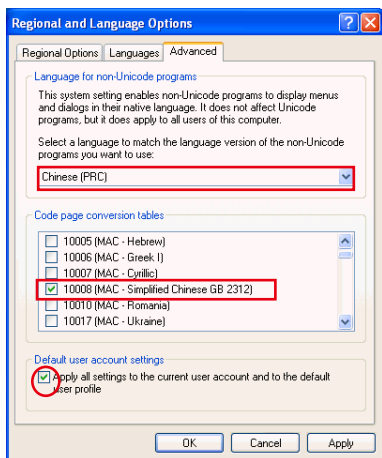 Regional and Language Options
Regional Options Languages Advanced
Language for non-Unicode programs
This system setting enables non-Unicode programs to display menus
and dialogs in their native language. It does not affect Unicode
programs, but it does apply to all users of this computer.
Select a language to match the language version of the non-Unicode
programs you want to use:
Chinese (PRC)
Code page conversion tables
10005 (MAC - Hebrew)
10006 (MAC - Greek I)
10007 (MAC - Cyrillic)
10008 (MAC - Simplified Chinese GB 2312)
10010 (MAC - Romania)
10017 (MAC - Ukraine)
Default user account settings
Apply all settings to the current user account and to the default
user profile
OK Cancel Apply